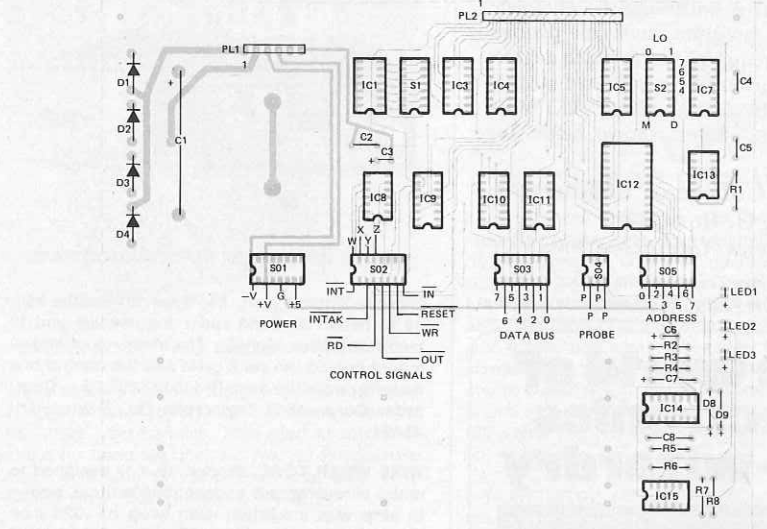 1
PL2
LO
0 1
PL1
1
7
6
5
4
D1
+
IC1
S1
IC3
IC4
IC5
S2
IC7
C4
D2
M D
C1
C2
C3
+
C5
D3
IC12
IC13
R1
IC8
IC9
IC10
IC11
D4
X Z
W Y
SO1
SO2
SO3
SO4
SO5
–V +V G +5
INT
IN
7 5 3 1
6 4 2 0
P P
P P
0 2 4 6
1 3 5 7
LED1
POWER
INTAK
RESET
WR
RD
OUT
DATA BUS
PROBE
ADDRESS
LED2
CONTROL SIGNALS
+ C6
R2
R3
R4
+ C7
LED3
IC14
D8
D9
C8
R5
R6
IC15
R7
R8